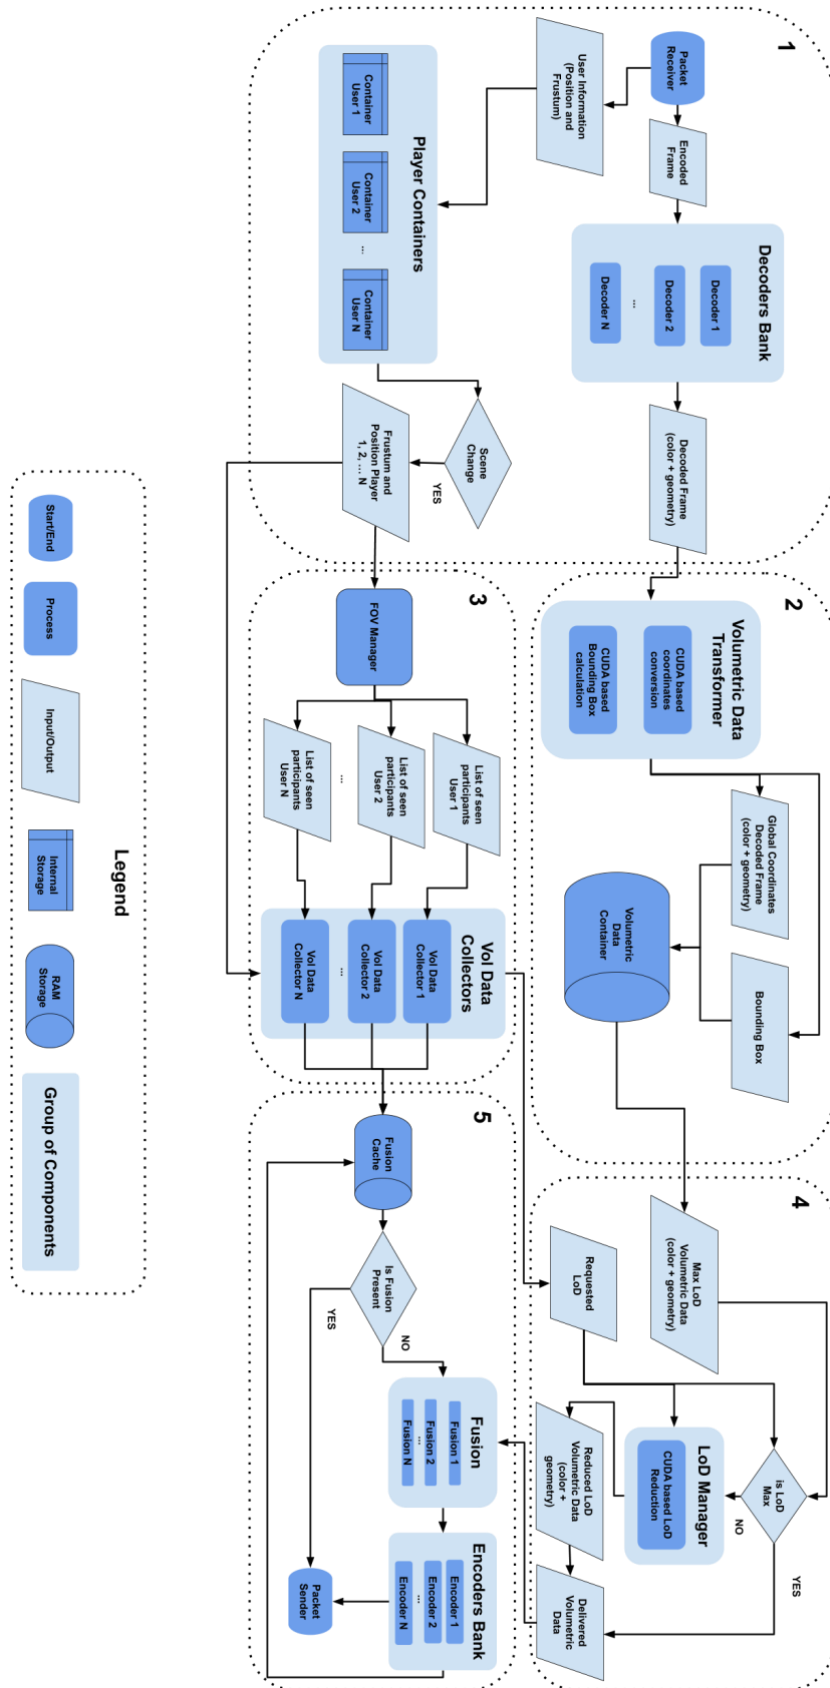 1
Packet
Receiver
User Information
(Position and
Frustum)
Encoded
Frame
Decoders Bank
Decoder 1
Decoder 2
...
Decoder N
Decoded Frame
(color + geometry)
Player Containers
Container
User 1
Container
User 2
...
Container
User N
Scene
Change
YES
Frustum and
Position Player
1, 2, ... N
2
Volumetric Data
Transformer
CUDA based
coordinates
conversion
CUDA based
Bounding Box
calculation
Global Coordinates
Decoded Frame
(color + geometry)
Bounding Box
Volumetric
Data
Container
3
FOV Manager
List of seen
participants
User 1
List of seen
participants
User 2
...
List of seen
participants
User N
Vol Data
Collectors
Vol Data
Collector 1
Vol Data
Collector 2
...
Vol Data
Collector N
4
Max LoD
Volumetric Data
(color + geometry)
Requested
LoD
is LoD
Max
NO
YES
LoD Manager
CUDA based LoD
Reduction
Reduced LoD
Volumetric Data
(color +
geometry)
Delivered
Volumetric
Data
5
Fusion
Cache
Is Fusion
Present
NO
YES
Fusion
Fusion 1
Fusion 2
...
Fusion N
Encoders Bank
Encoder 1
Encoder 2
...
Encoder N
Packet
Sender
Legend
Start/End
Process
Input/Output
Internal
Storage
RAM
Storage
Group of Components